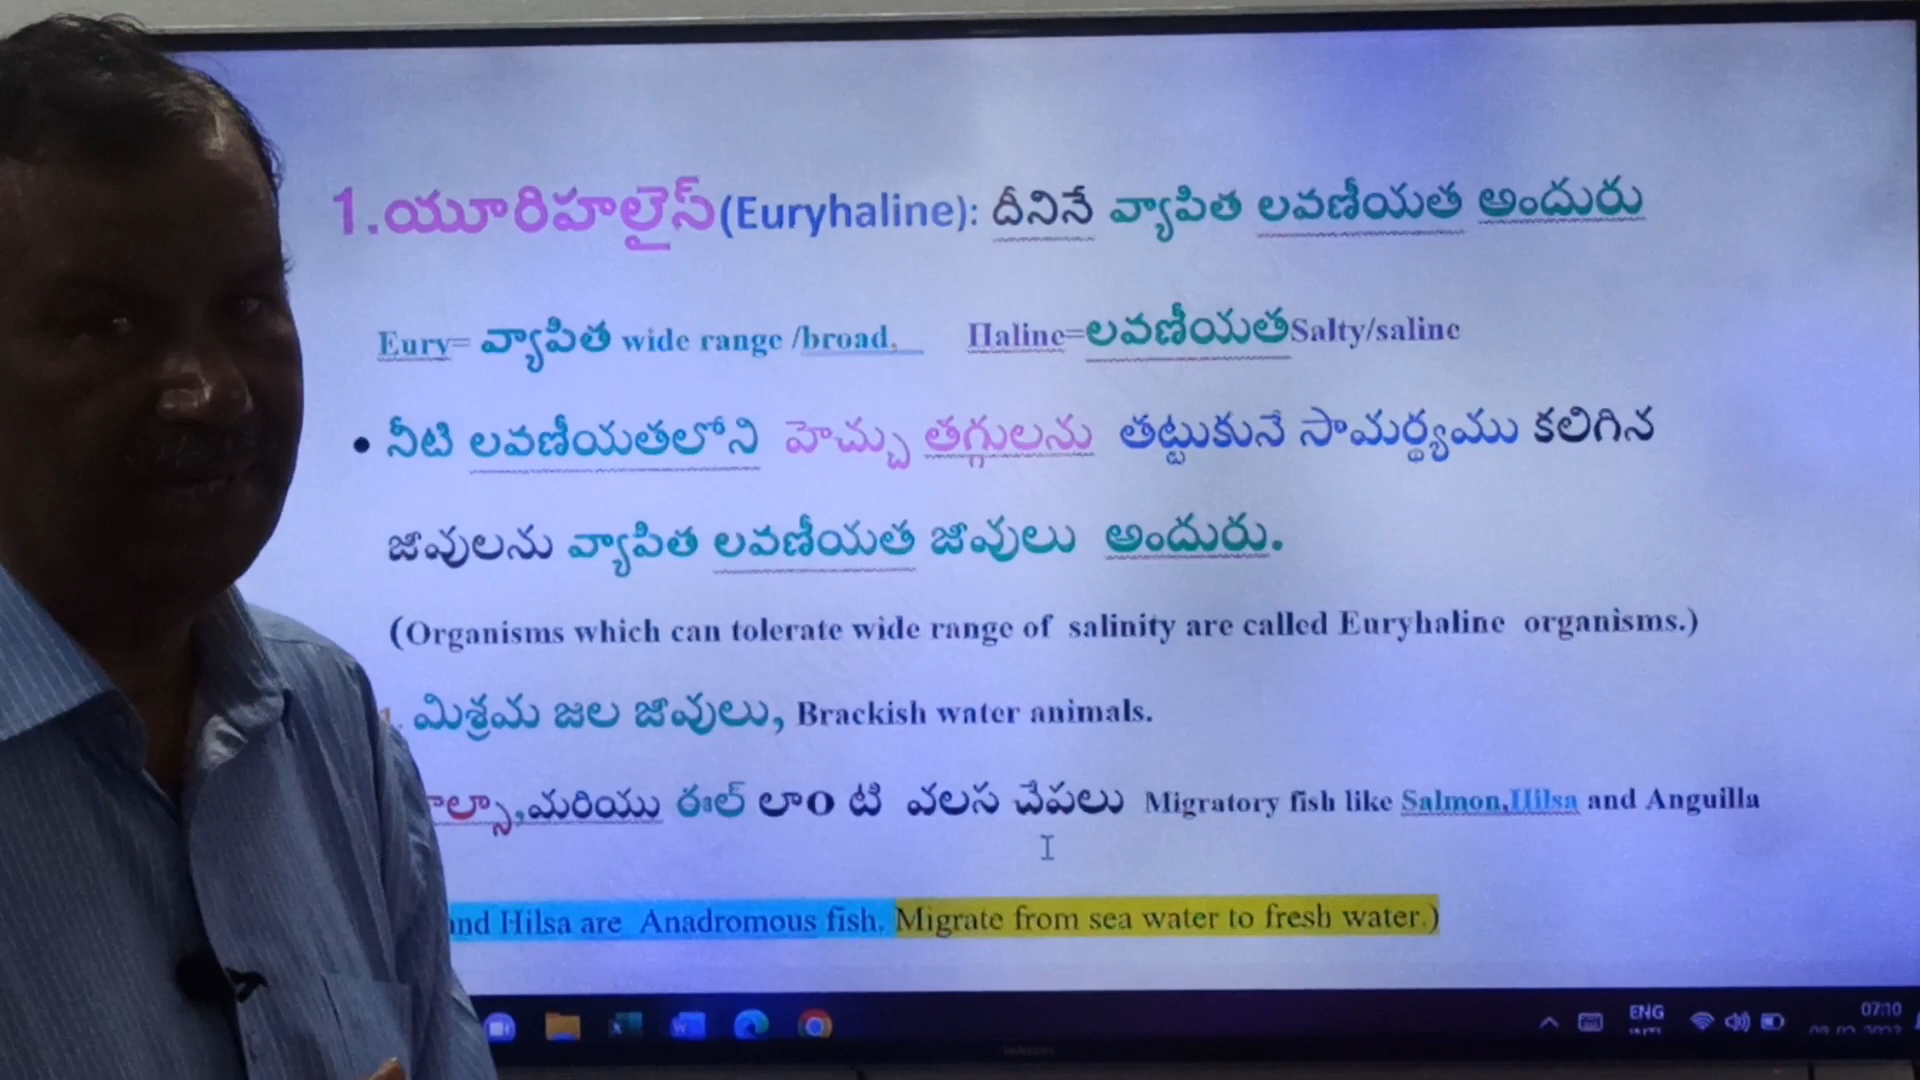 1.యూరిహలైన్(Euryhaline): దీనినే వ్యాపిత లవణీయత అందురు
Eury= వ్యాపిత wide range /broad, Haline=లవణీయతSalty/saline
• నీటి లవణీయతలోని హెచ్చు తగ్గులను తట్టుకునే సామర్థ్యము కలిగిన
జీవులను వ్యాపిత లవణీయత జీవులు అందురు.
(Organisms which can tolerate wide range of salinity are called Euryhaline organisms.)
మిశ్రమ జల జీవులు, Brackish water animals.
మరియు ఈల్ లాం టి వలస చేపలు Migratory fish like Salmon,Hilsa and Anguilla
Hilsa are Anadromous fish. Migrate from sea water to fresh water.)
ENG
07:10